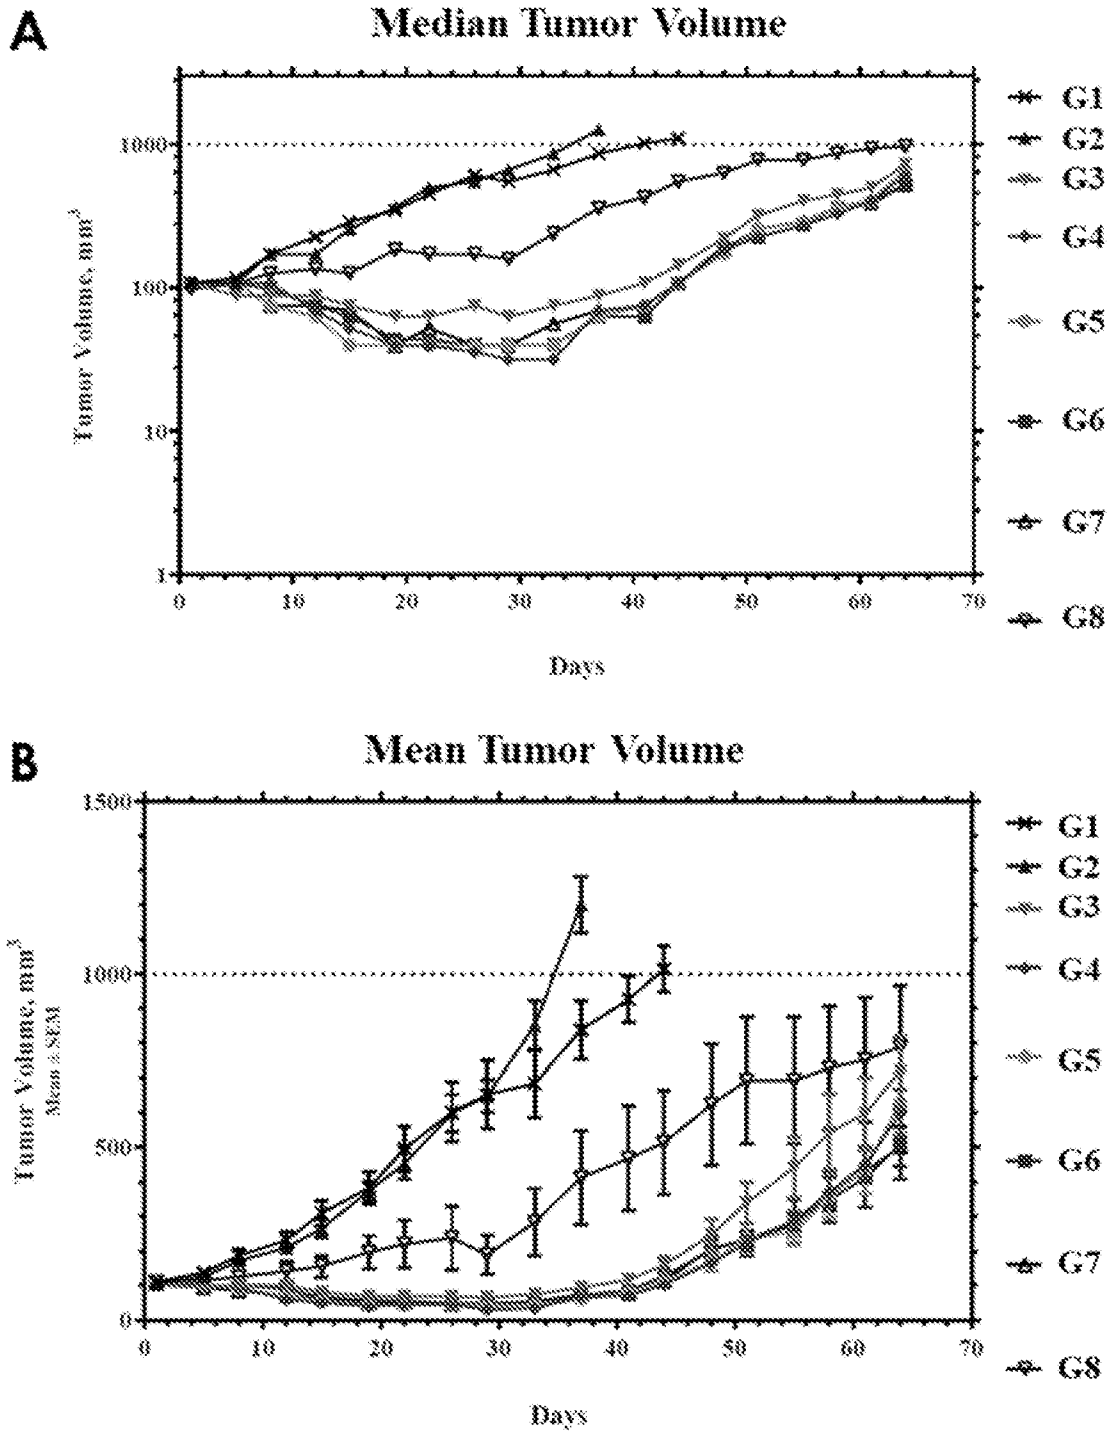 A
Median Tumor Volume
Tumor Volume, mm³
1000
100
10
1
0 10 20 30 40 50 60 70
Days
G1
G2
G3
G4
G5
G6
G7
G8
B
Mean Tumor Volume
Tumor Volume, mm³
Mean ± SEM
1500
1000
500
0
0 10 20 30 40 50 60 70
Days
G1
G2
G3
G4
G5
G6
G7
G8